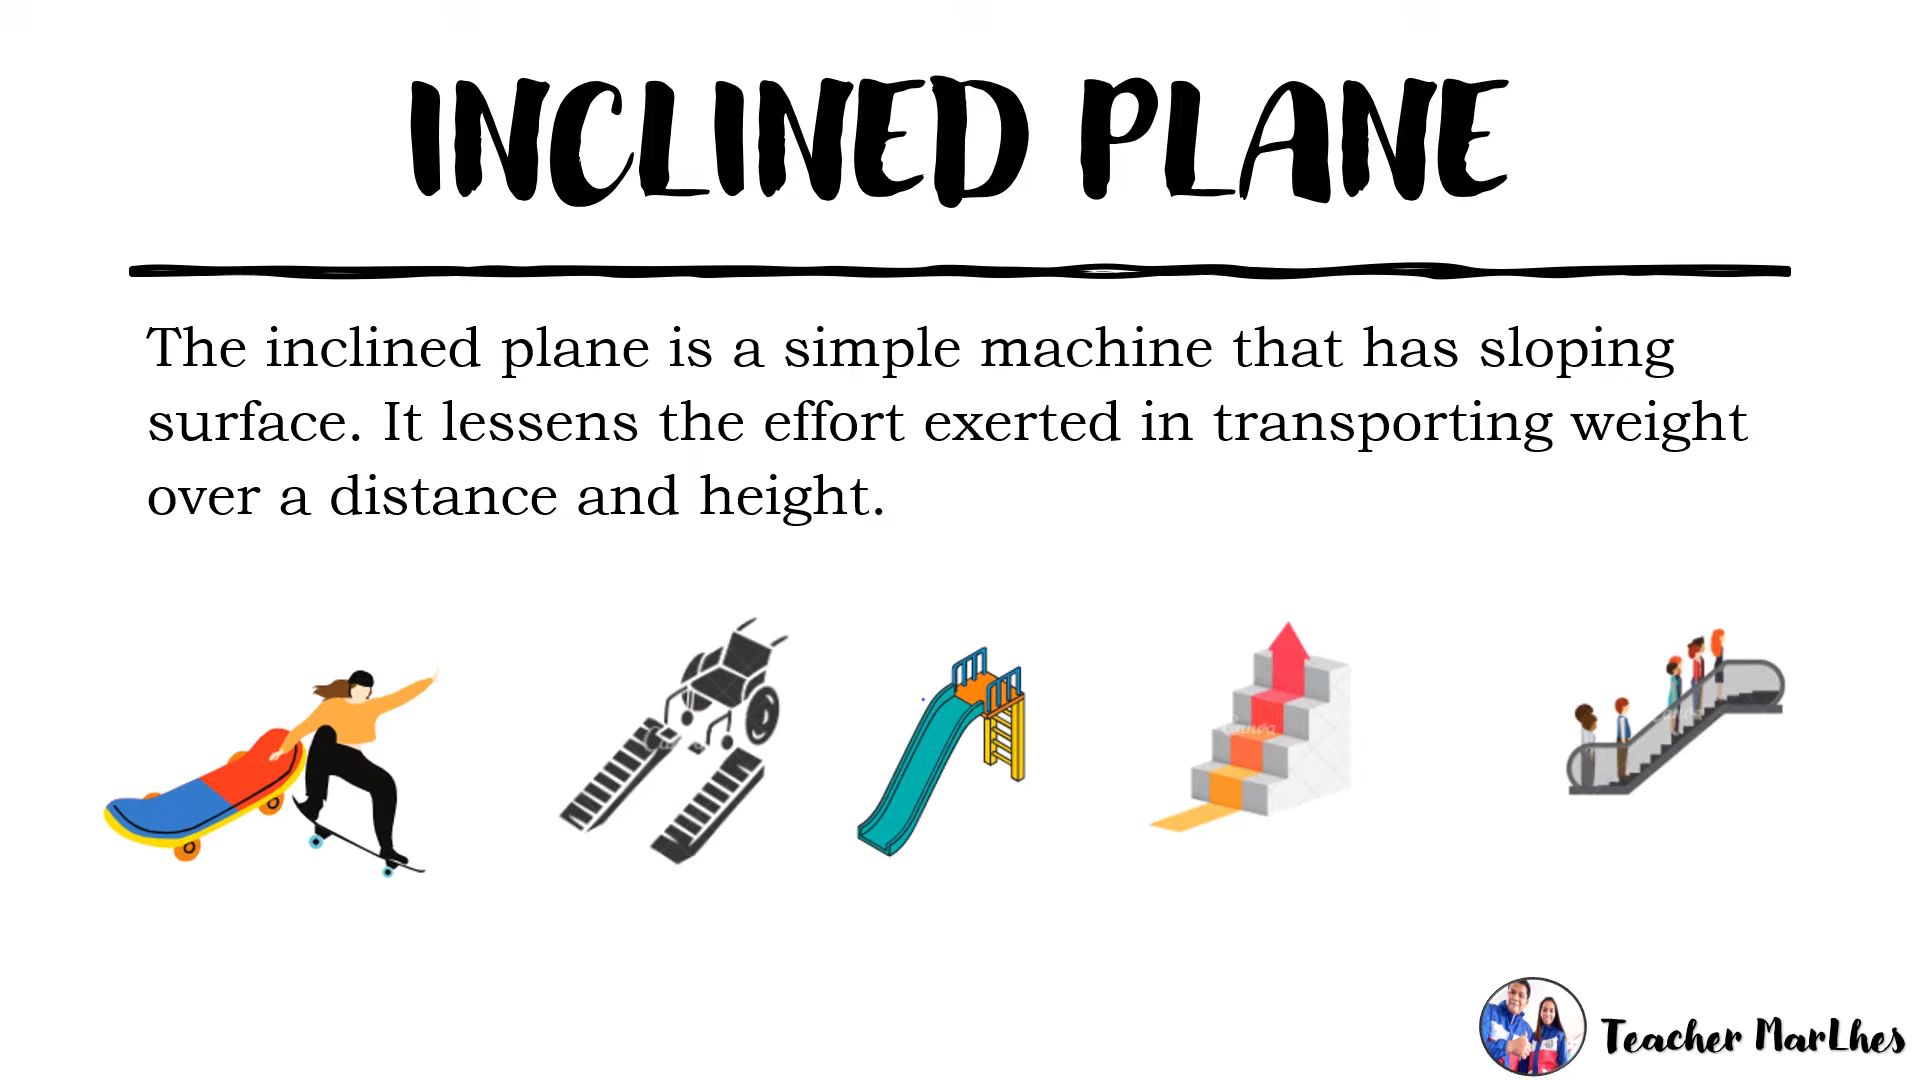 INCLINED PLANE
The inclined plane is a simple machine that has sloping
surface. It lessens the effort exerted in transporting weight
over a distance and height.
Canva
Teacher MarLhes